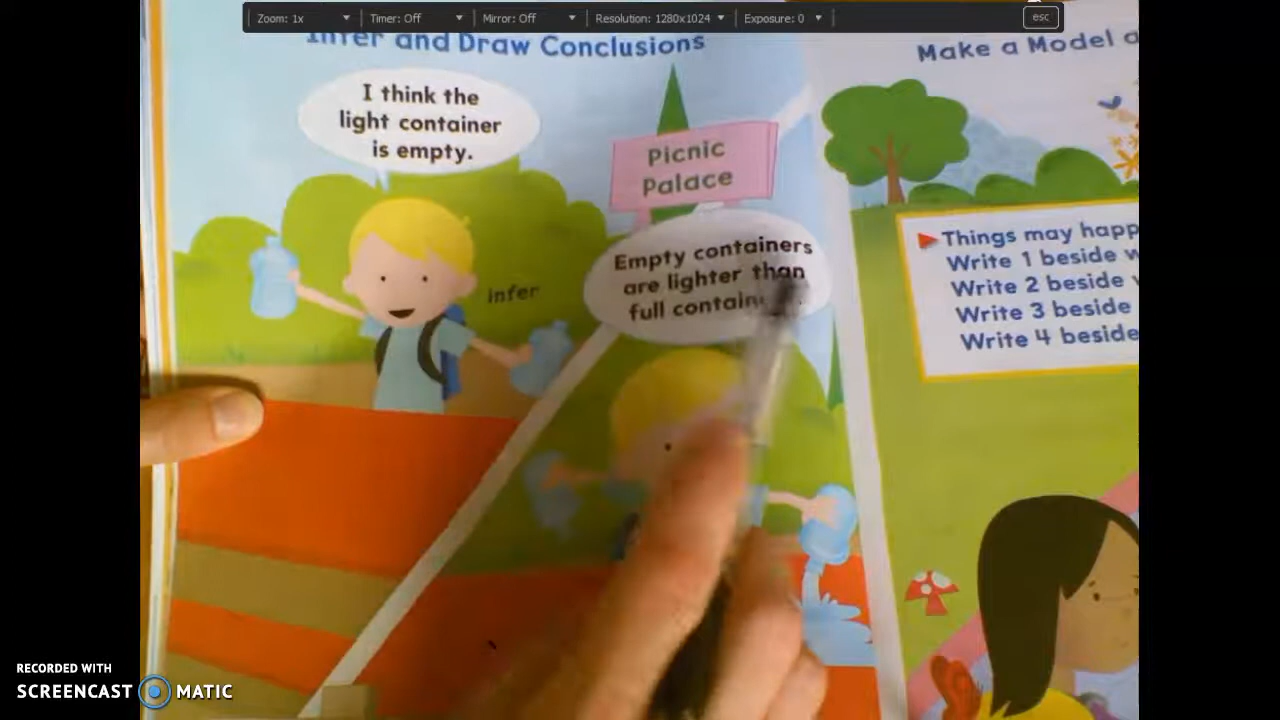 Zoom: 1x Timer: Off Mirror: Off Resolution: 1280x1024 Exposure: 0 esc
Infer and Draw Conclusions
I think the
light container
is empty.
infer
Picnic
Palace
Empty containers
are lighter than
full
Make a Model
Things may
Write 1 beside
Write 2 beside
Write 3 beside
Write 4 beside
RECORDED WITH
SCREENCAST MATIC